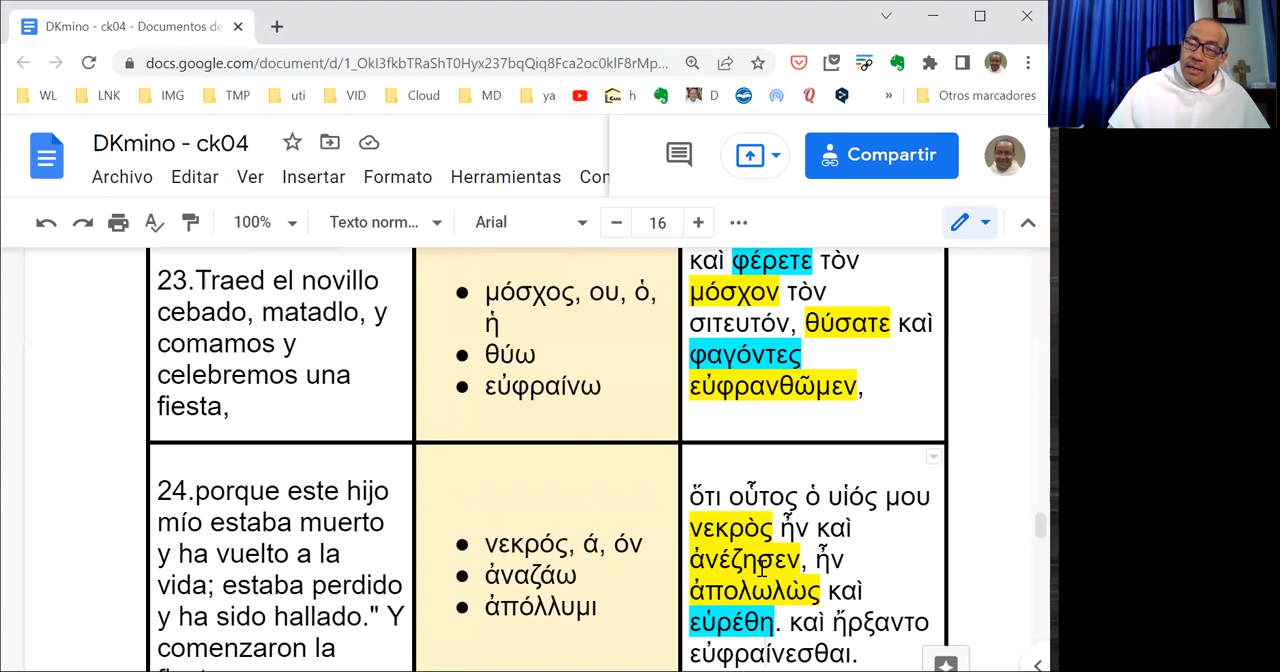 DKmino - ck04 - Documentos de
docs.google.com/document/d/1_OkI3fkbTRaShT0Hyx237bqQiq8Fca2oc0klF8rMp...
WL LNK IMG TMP uti VID Cloud MD ya h D » Otros marcadores
DKmino - ck04
Compartir
Archivo Editar Ver Insertar Formato Herramientas Con
100% Texto norm... Arial 16
23.Traed el novillo
cebado, matadlo, y
comamos y
celebremos una
fiesta,
μόσχος, ου, ὁ,
ἡ
θύω
εὐφραίνω
καὶ φέρετε τὸν
μόσχον τὸν
σιτευτόν, θύσατε καὶ
φαγόντες
εὐφρανθῶμεν,
24.porque este hijo
mío estaba muerto
y ha vuelto a la
vida; estaba perdido
y ha sido hallado." Y
comenzaron la
νεκρός, ά, όν
ἀναζάω
ἀπόλλυμι
ὅτι οὗτος ὁ υἱός μου
νεκρὸς ἦν καὶ
ἀνέζησεν, ἦν
ἀπολωλὼς καὶ
εὑρέθη. καὶ ἤρξαντο
εὐφραίνεσθαι.